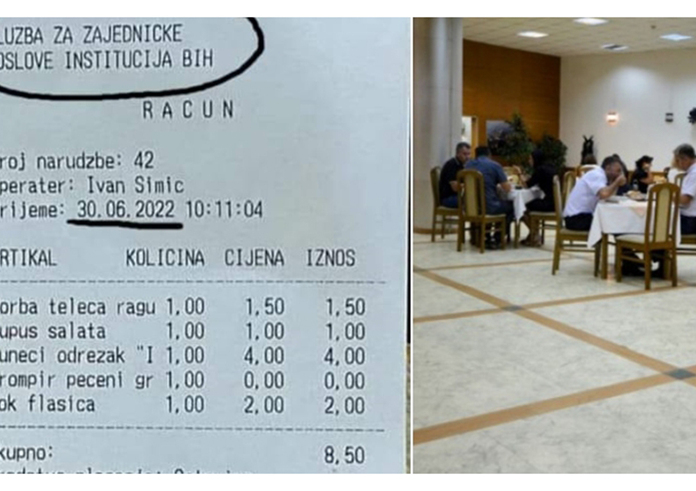 LUZBA ZA ZAJEDNICKE
OSLOVE INSTITUCIJA BIH
R A C U N
roj narudzbe: 42
perater: Ivan Simic
rijeme: 30.06.2022 10:11:04
RTIKAL KOLICINA CIJENA IZNOS
orba teleca ragu 1,00 1,50 1,50
upus salata 1,00 1,00 1,00
uneci odrezak "I 1,00 4,00 4,00
rompir peceni gr 1,00 0,00 0,00
ok flasica 1,00 2,00 2,00
kupno: 8,50